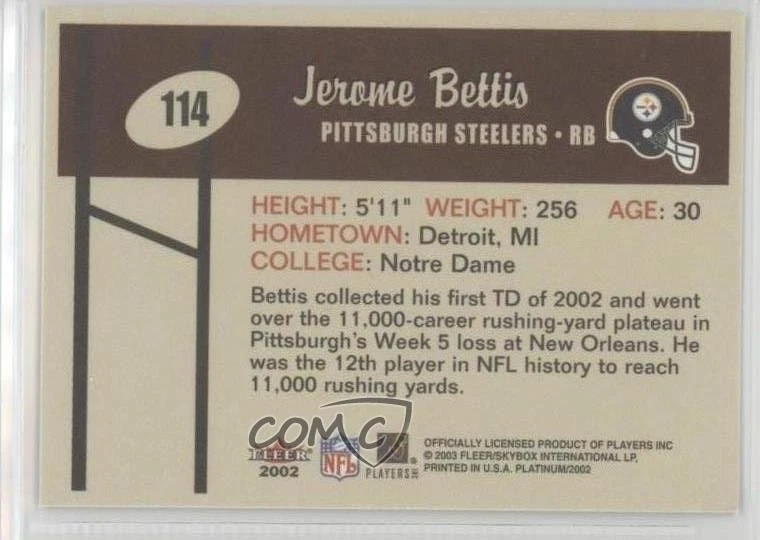 114
Jerome Bettis
PITTSBURGH STEELERS • RB
HEIGHT: 5'11" WEIGHT: 256 AGE: 30
HOMETOWN: Detroit, MI
COLLEGE: Notre Dame
Bettis collected his first TD of 2002 and went
over the 11,000-career rushing-yard plateau in
Pittsburgh's Week 5 loss at New Orleans. He
was the 12th player in NFL history to reach
11,000 rushing yards.
COMC
FLEER
2002
NFL
PLAYERS INC
OFFICIALLY LICENSED PRODUCT OF PLAYERS INC
© 2003 FLEER/SKYBOX INTERNATIONAL LP.
PRINTED IN U.S.A. PLATINUM/2002